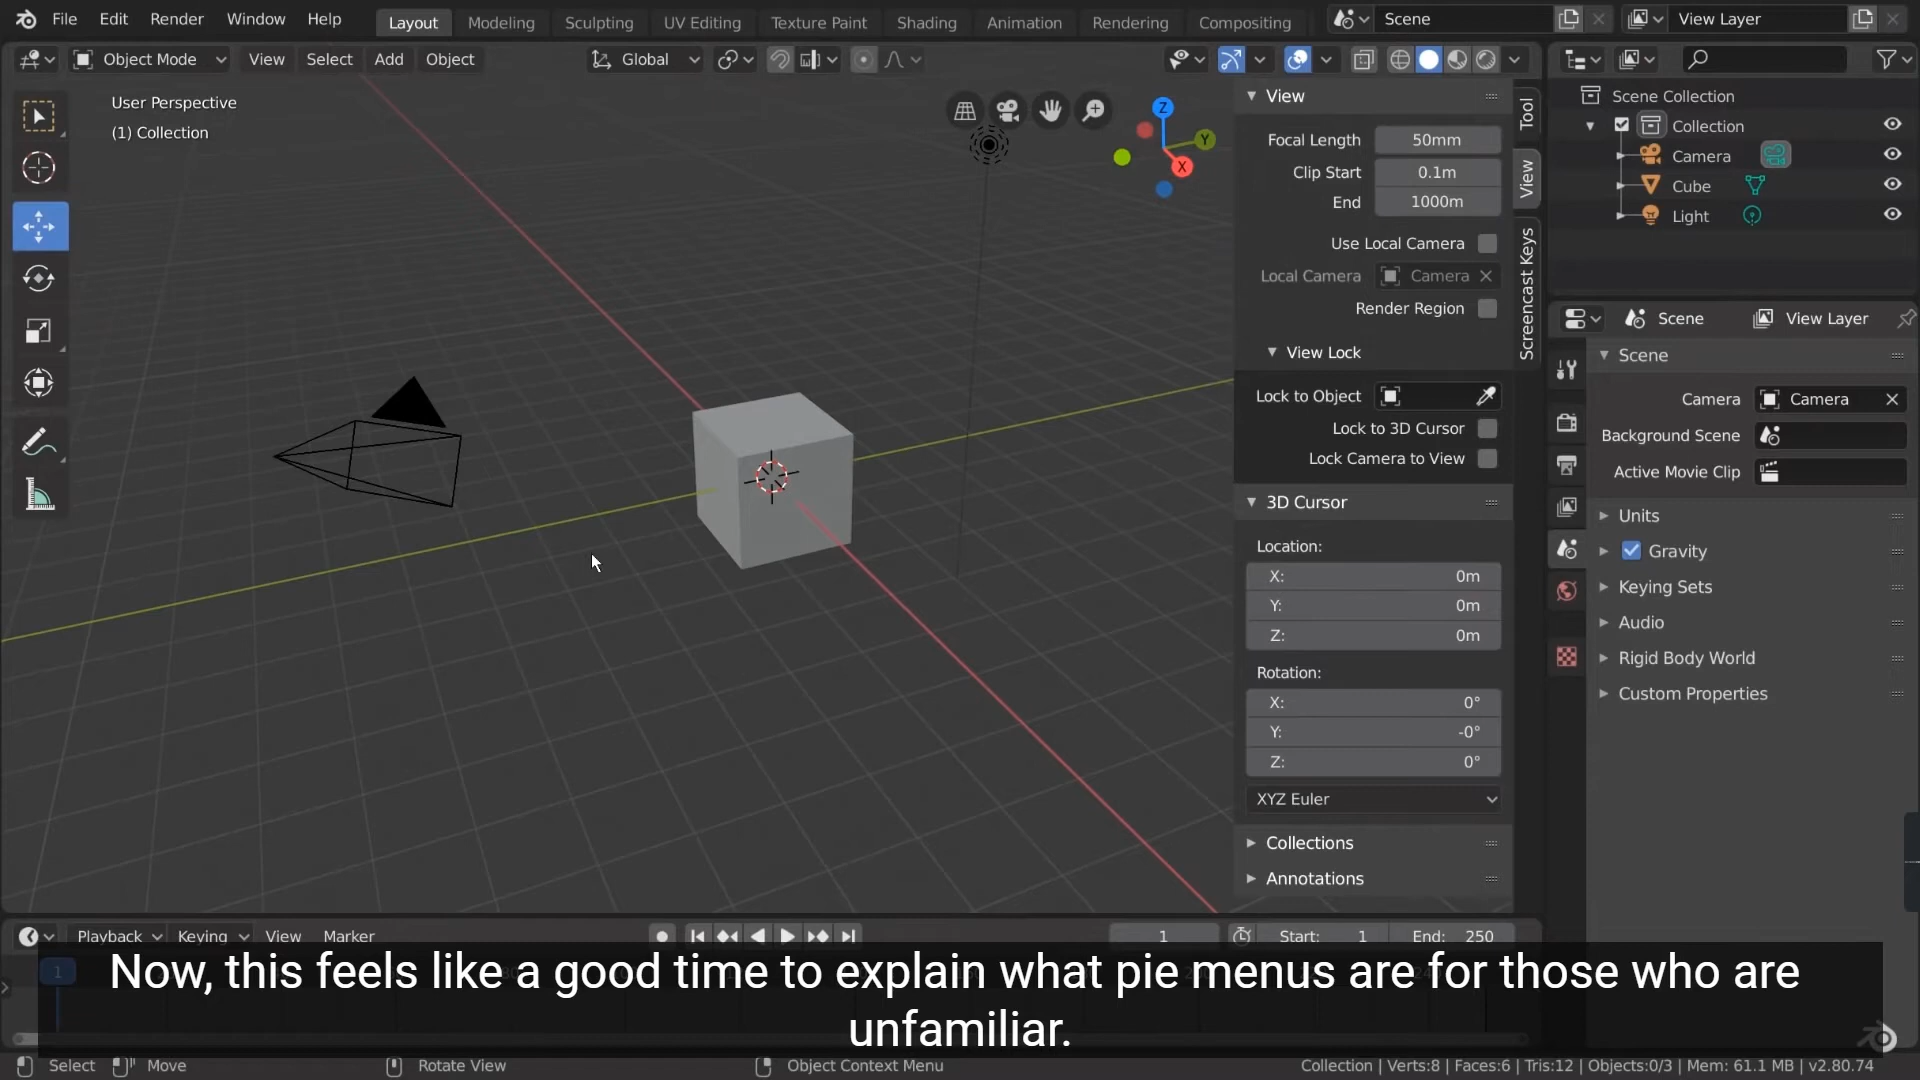 File Edit Render Window Help Layout Modeling Sculpting UV Editing Texture Paint Shading Animation Rendering Compositing Scene View Layer
Object Mode View Select Add Object Global
User Perspective
(1) Collection
Z
Y
X
View
Focal Length 50mm
Clip Start 0.1m
End 1000m
Use Local Camera
Local Camera Camera
Render Region
View Lock
Lock to Object
Lock to 3D Cursor
Lock Camera to View
3D Cursor
Location:
X: 0m
Y: 0m
Z: 0m
Rotation:
X: 0°
Y: -0°
Z: 0°
XYZ Euler
Collections
Annotations
Tool
View
Screencast Keys
Scene Collection
Collection
Camera
Cube
Light
Scene View Layer
Scene
Camera Camera
Background Scene
Active Movie Clip
Units
Gravity
Keying Sets
Audio
Rigid Body World
Custom Properties
Playback Keying View Marker 1 Start: 1 End: 250
1
Now, this feels like a good time to explain what pie menus are for those who are
unfamiliar.
Select Move Rotate View Object Context Menu Collection | Verts:8 | Faces:6 | Tris:12 | Objects:0/3 | Mem: 61.1 MB | v2.80.74